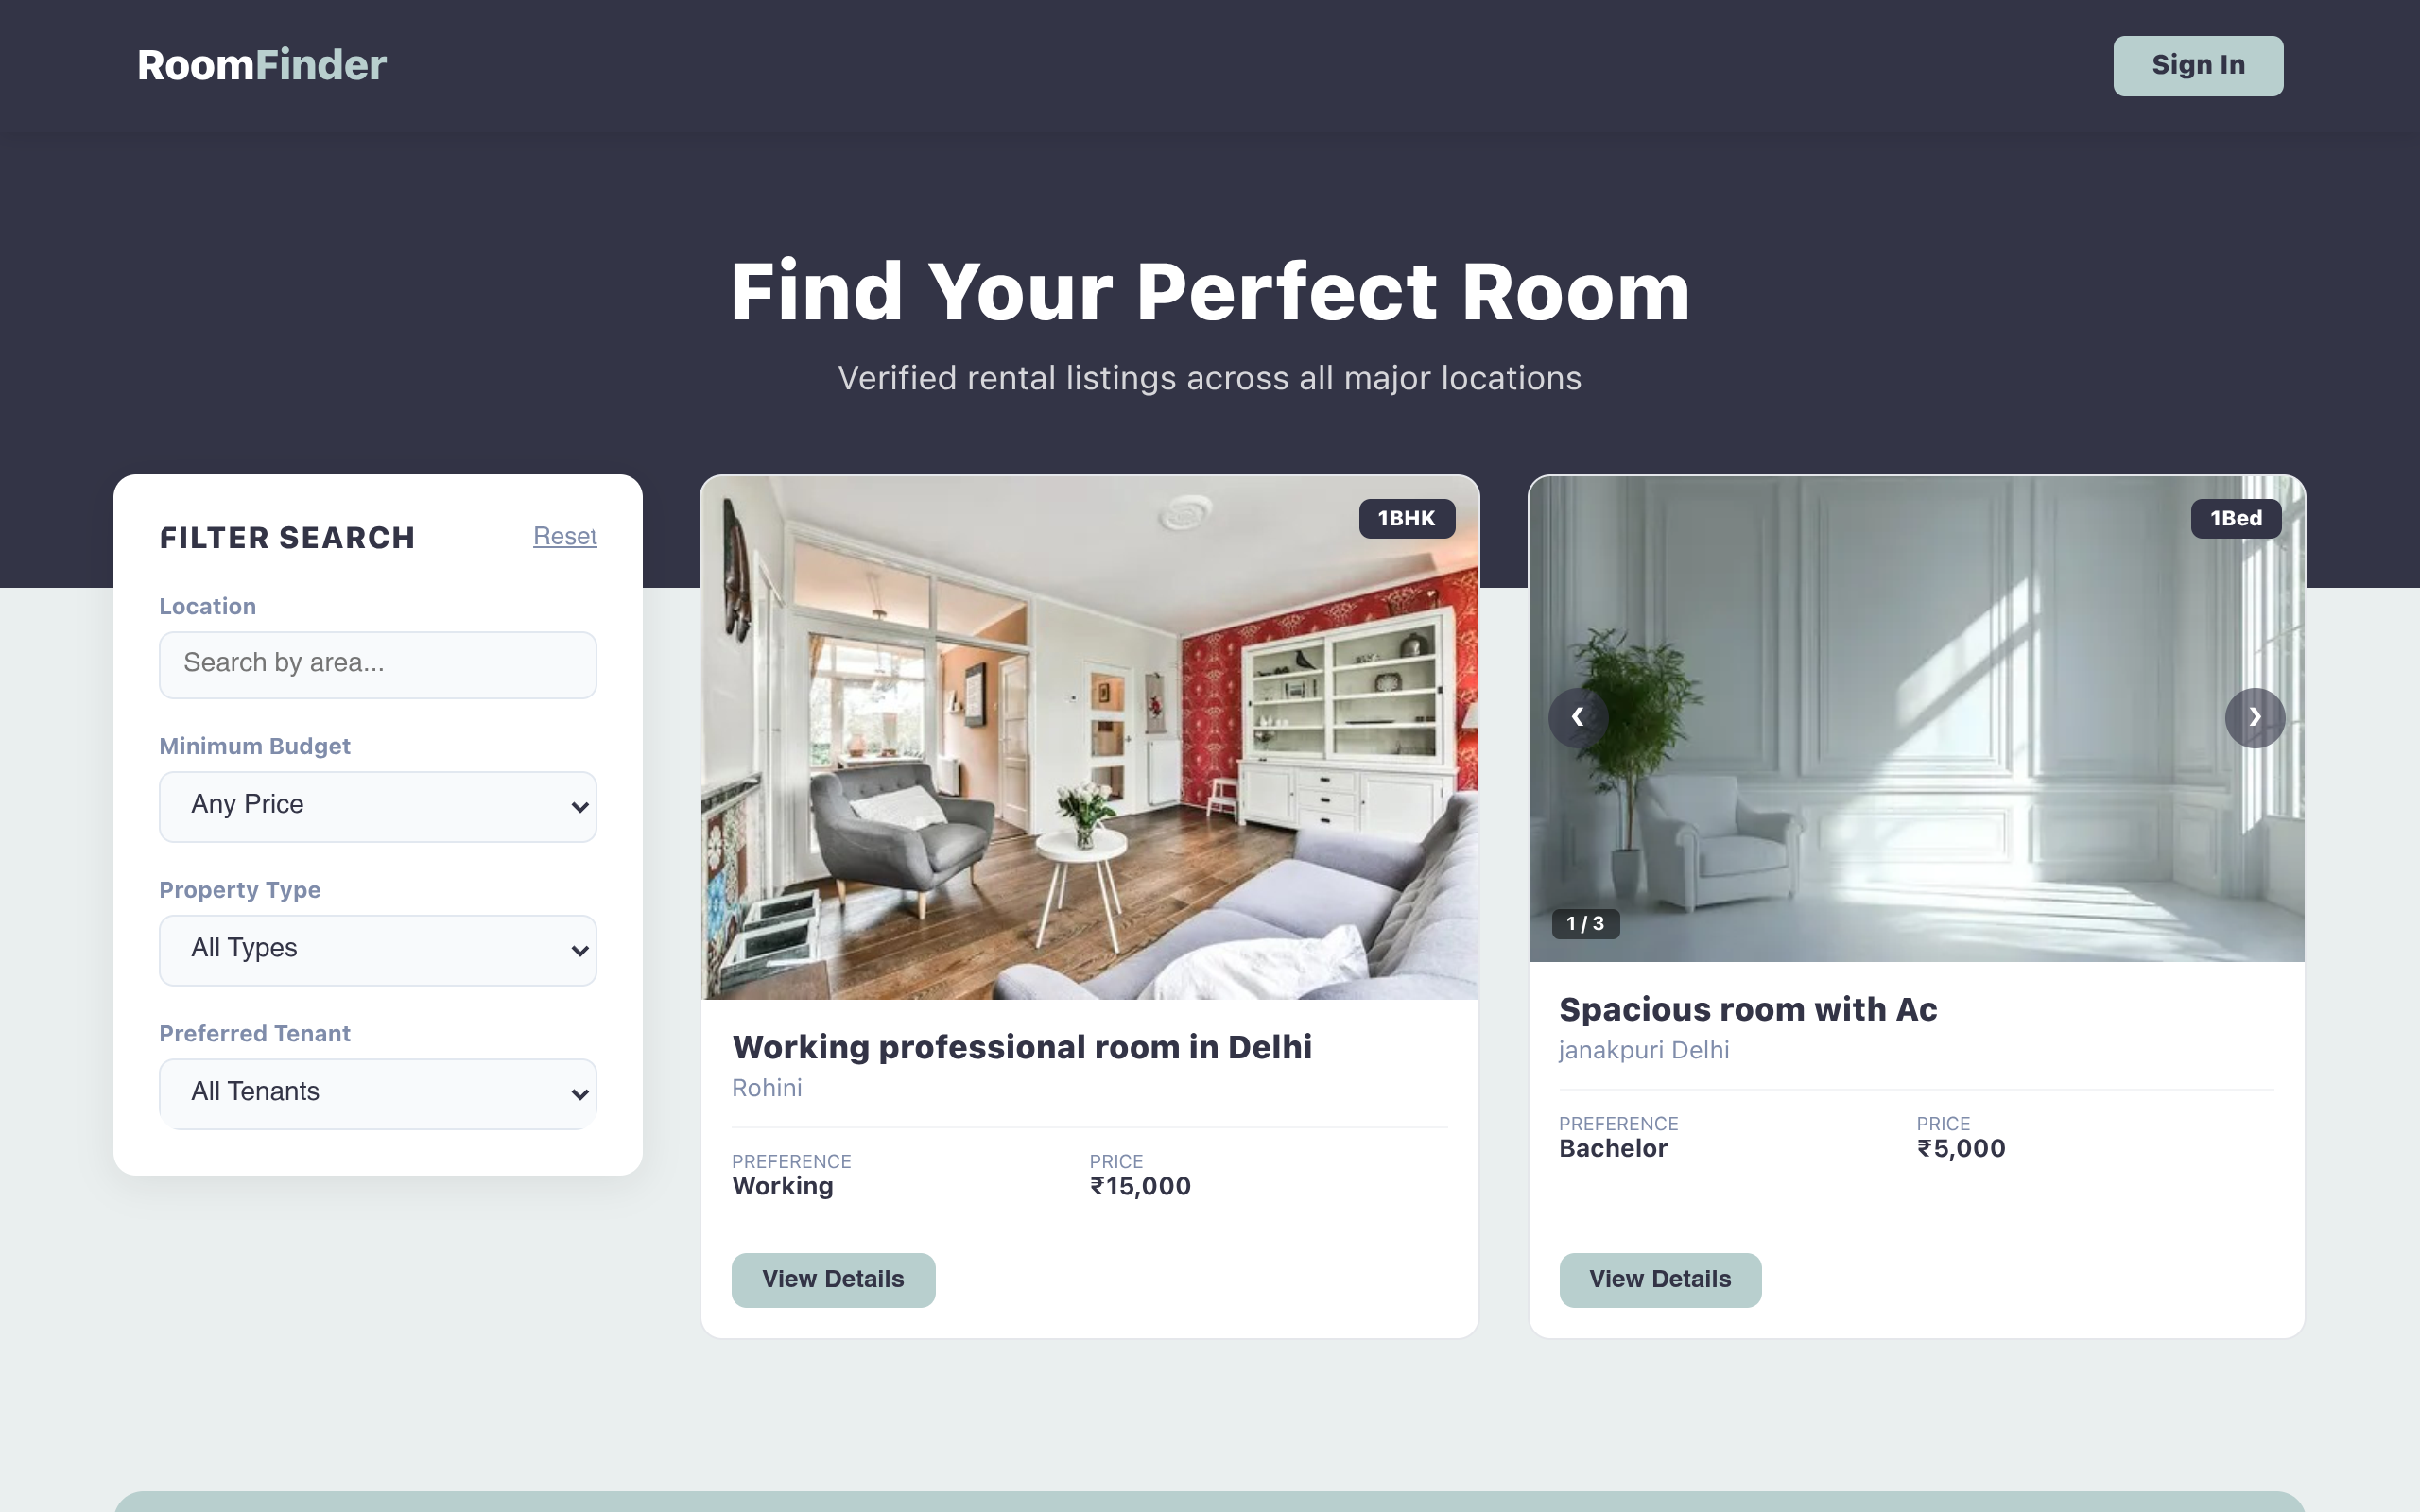 RoomFinder
Sign In
Find Your Perfect Room
Verified rental listings across all major locations
FILTER SEARCH
Reset
Location
Search by area...
Minimum Budget
Any Price
Property Type
All Types
Preferred Tenant
All Tenants
1BHK
Working professional room in Delhi
Rohini
PREFERENCE
Working
PRICE
₹15,000
View Details
1Bed
❮
❯
1 / 3
Spacious room with Ac
janakpuri Delhi
PREFERENCE
Bachelor
PRICE
₹5,000
View Details